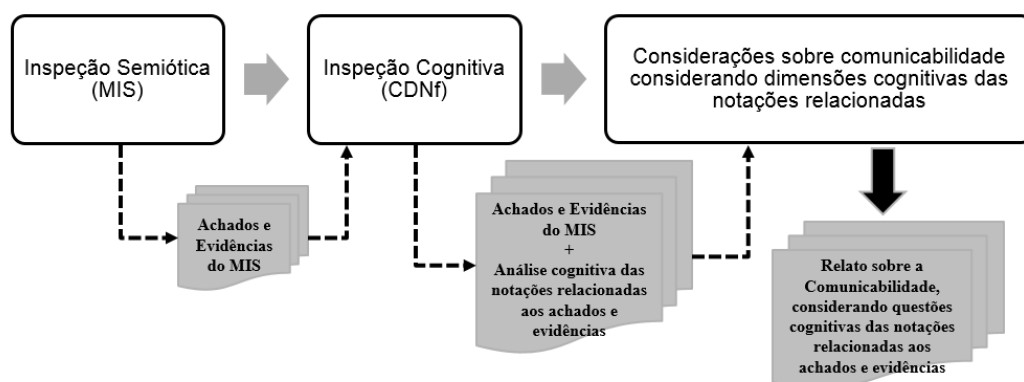 Inspeção Semiótica
(MIS)
Inspeção Cognitiva
(CDNf)
Considerações sobre comunicabilidade
considerando dimensões cognitivas das
notações relacionadas
Achados e
Evidências
do MIS
Achados e Evidências
do MIS
+
Análise cognitiva das
notações relacionadas
aos achados e
evidências
Relato sobre a
Comunicabilidade,
considerando questões
cognitivas das notações
relacionadas aos
achados e evidências